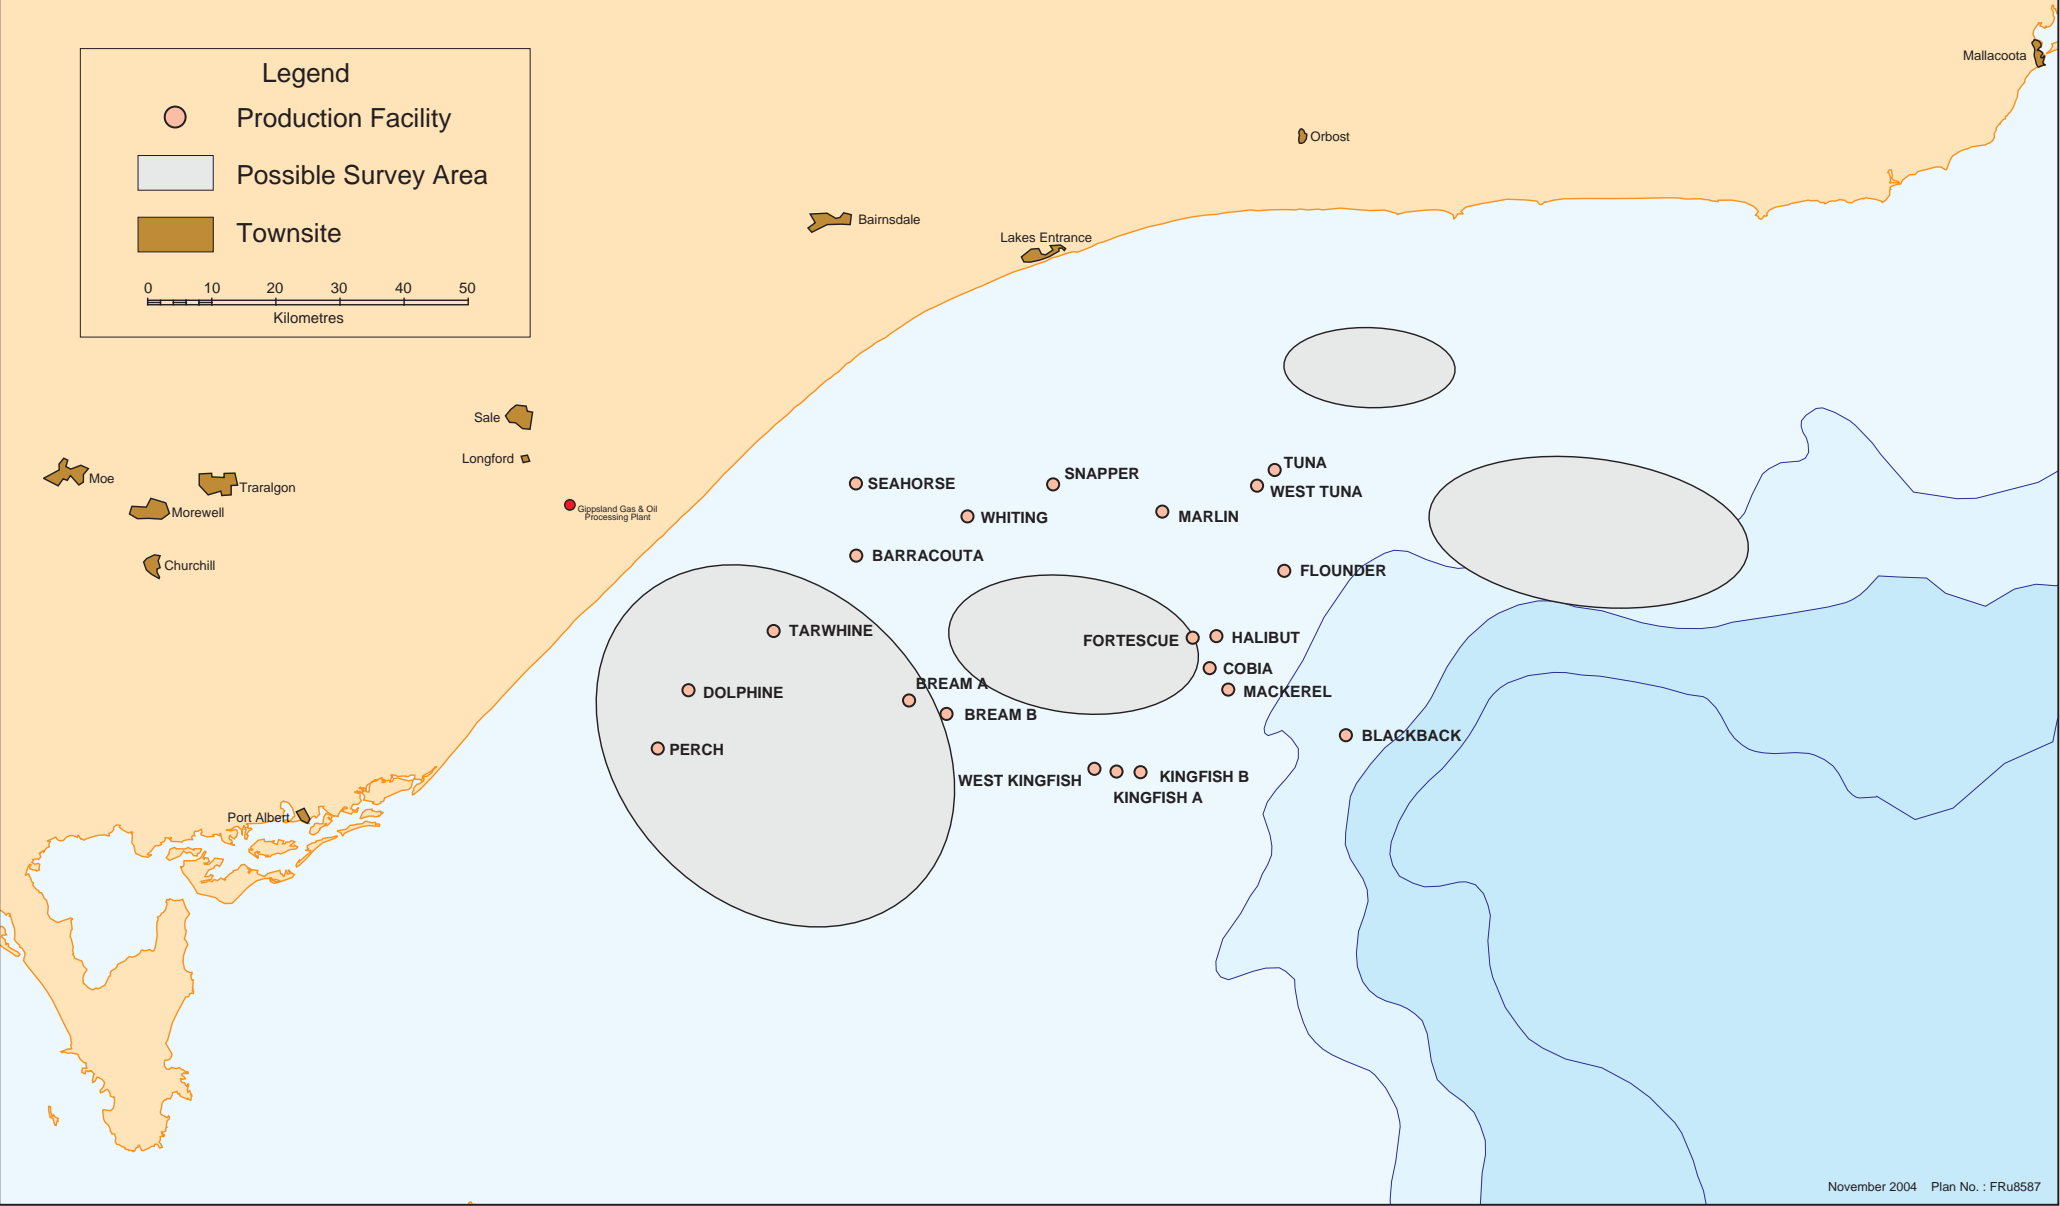 Legend
Production Facility
Possible Survey Area
Townsite
0 10 20 30 40 50
Kilometres
Mallacoota
Orbost
Bairnsdale
Lakes Entrance
Sale
Longford
Moe
Traralgon
Morewell
Churchill
Gippsland Gas & Oil
Processing Plant
Port Albert
SEAHORSE
SNAPPER
TUNA
WEST TUNA
WHITING
MARLIN
BARRACOUTA
FLOUNDER
TARWHINE
FORTESCUE
HALIBUT
COBIA
DOLPHINE
BREAM A
MACKEREL
BREAM B
PERCH
BLACKBACK
WEST KINGFISH
KINGFISH B
KINGFISH A
November 2004 Plan No. : FRu8587